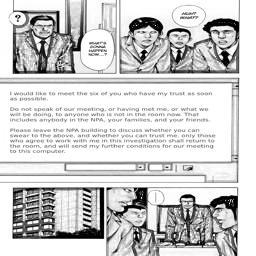 ?
WHAT'S
GONNA
HAPPEN
NOW...?
HUH?
WHAT?
I would like to meet the six of you who have my trust as soon
as possible.
Do not speak of our meeting, or having met me, or what we
will be doing, to anyone who is not in the room now. That
includes anybody in the NPA, your families, and your friends.
Please leave the NPA building to discuss whether you can
swear to the above, and whether you can trust me. only those
who agree to work with me in this investigation shall return to
the room, and will send my further conditions for our meeting
to this computer.